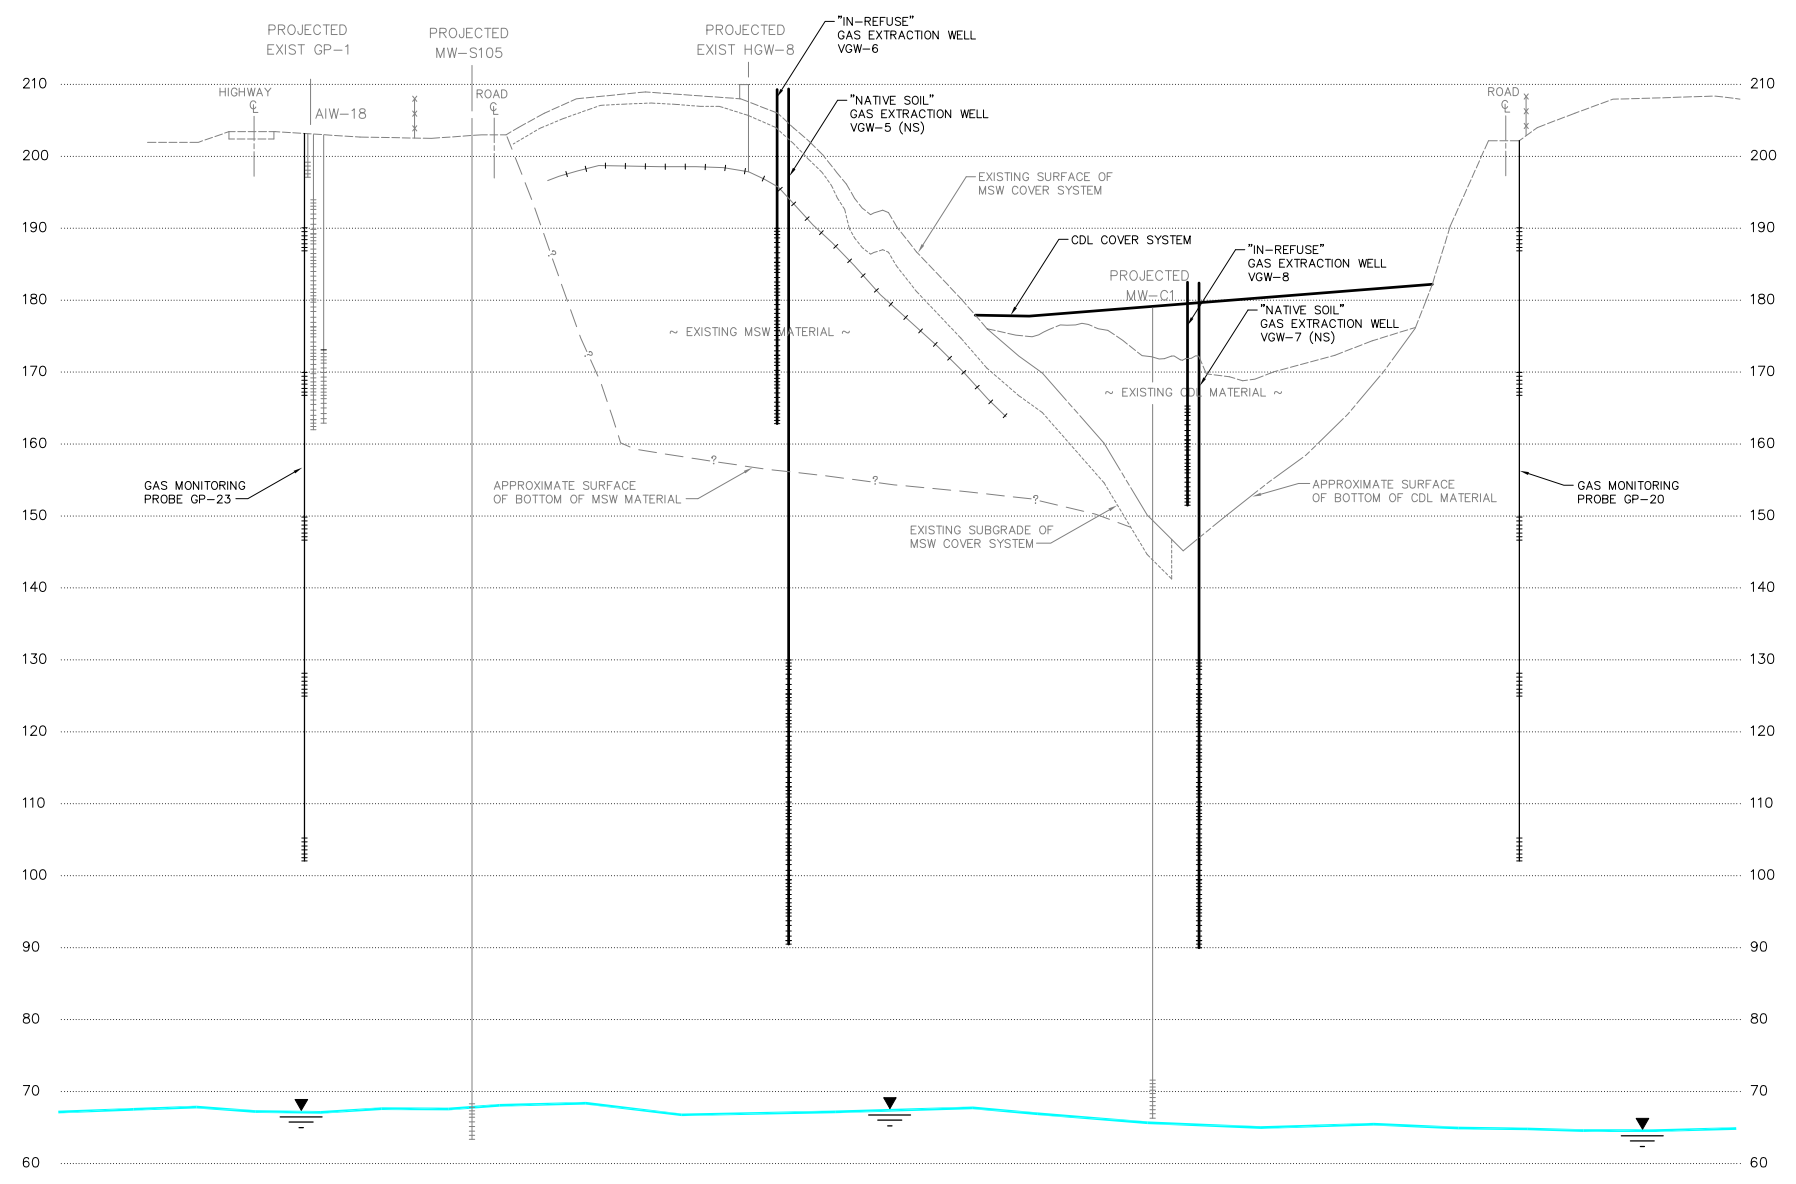 PROJECTED
EXIST GP-1
PROJECTED
MW-S105
PROJECTED
EXIST HGW-8
"IN-REFUSE"
GAS EXTRACTION WELL
VGW-6
210
210
HIGHWAY
℄
AIW-18
ROAD
℄
"NATIVE SOIL"
GAS EXTRACTION WELL
VGW-5 (NS)
ROAD
℄
200
200
EXISTING SURFACE OF
MSW COVER SYSTEM
190
190
CDL COVER SYSTEM
"IN-REFUSE"
GAS EXTRACTION WELL
VGW-8
?
PROJECTED
MW-C1
180
180
"NATIVE SOIL"
GAS EXTRACTION WELL
VGW-7 (NS)
~ EXISTING MSW MATERIAL ~
?
170
170
~ EXISTING CDL MATERIAL ~
160
160
?
?
?
GAS MONITORING
PROBE GP-23
APPROXIMATE SURFACE
OF BOTTOM OF MSW MATERIAL
APPROXIMATE SURFACE
OF BOTTOM OF CDL MATERIAL
GAS MONITORING
PROBE GP-20
150
150
EXISTING SUBGRADE OF
MSW COVER SYSTEM
140
140
130
130
120
120
110
110
100
100
90
90
80
80
70
70
60
60